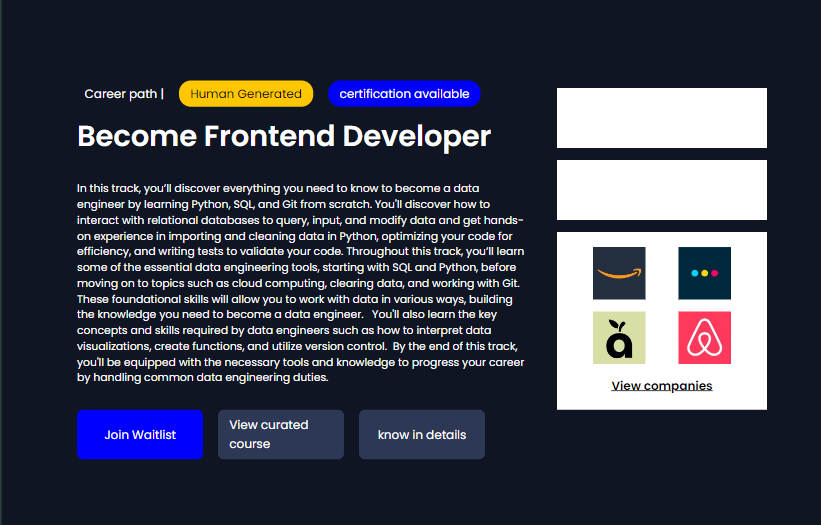 Career path | Human Generated certification available
Become Frontend Developer
In this track, you'll discover everything you need to know to become a data
engineer by learning Python, SQL, and Git from scratch. You'll discover how to
interact with relational databases to query, input, and modify data and get hands-
on experience in importing and cleaning data in Python, optimizing your code for
efficiency, and writing tests to validate your code. Throughout this track, you'll learn
some of the essential data engineering tools, starting with SQL and Python, before
moving on to topics such as cloud computing, clearing data, and working with Git.
These foundational skills will allow you to work with data in various ways, building
the knowledge you need to become a data engineer.   You'll also learn the key
concepts and skills required by data engineers such as how to interpret data
visualizations, create functions, and utilize version control.  By the end of this track,
you'll be equipped with the necessary tools and knowledge to progress your career
by handling common data engineering duties.
Join Waitlist
View curated
course
know in details
a
View companies